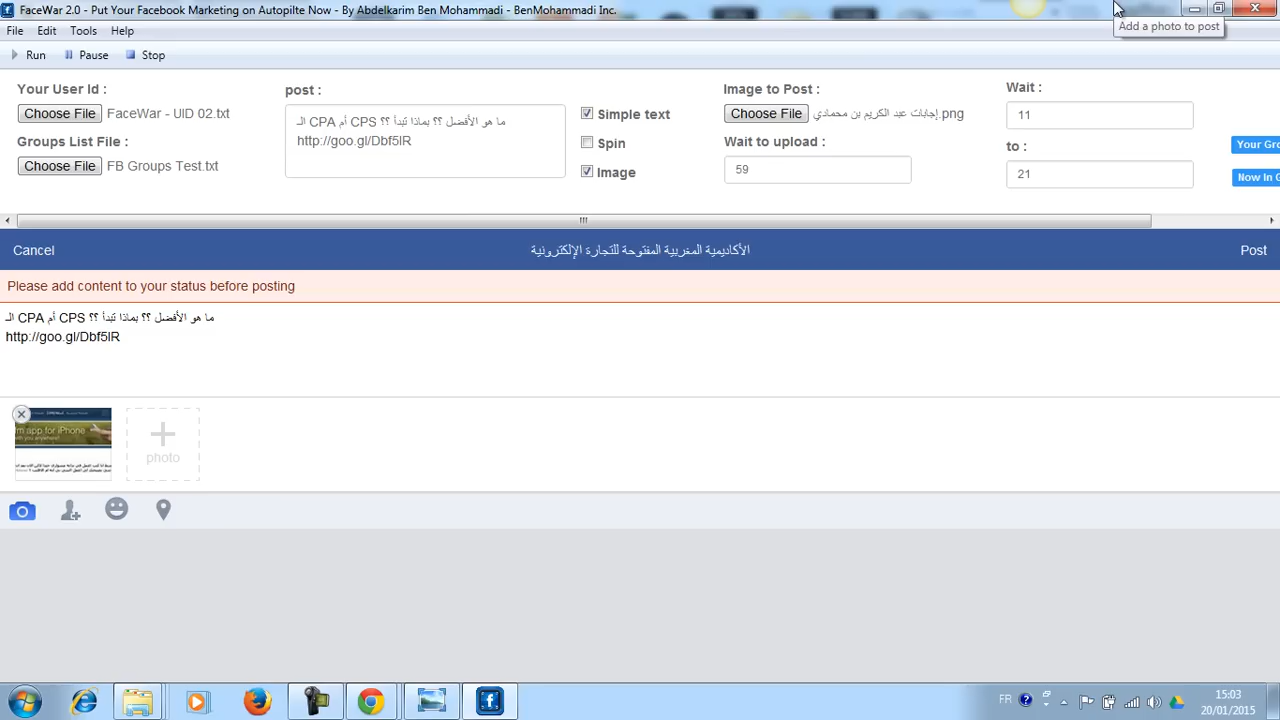 FaceWar 2.0 - Put Your Facebook Marketing on Autopilte Now - By Abdelkarim Ben Mohammadi - BenMohammadi Inc.
Add a photo to post
File Edit Tools Help
Run Pause Stop
Your User Id :
Choose File FaceWar - UID 02.txt
Groups List File :
Choose File FB Groups Test.txt
post :
الـ CPA أم CPS ما هو الأفضل ؟؟ بماذا تبدأ ؟؟
http://goo.gl/Dbf5lR
Simple text
Spin
Image
Image to Post :
Choose File إجابات عبد الكريم بن محمادي.png
Wait to upload :
59
Wait :
11
to :
21
Your Gro
Now In G
Cancel
الأكاديمية المغربية المفتوحة للتجارة الإلكترونية
Post
Please add content to your status before posting
الـ CPA أم CPS ما هو الأفضل ؟؟ بماذا تبدأ ؟؟
http://goo.gl/Dbf5lR
m app for iPhone
photo
FR
15:03
20/01/2015